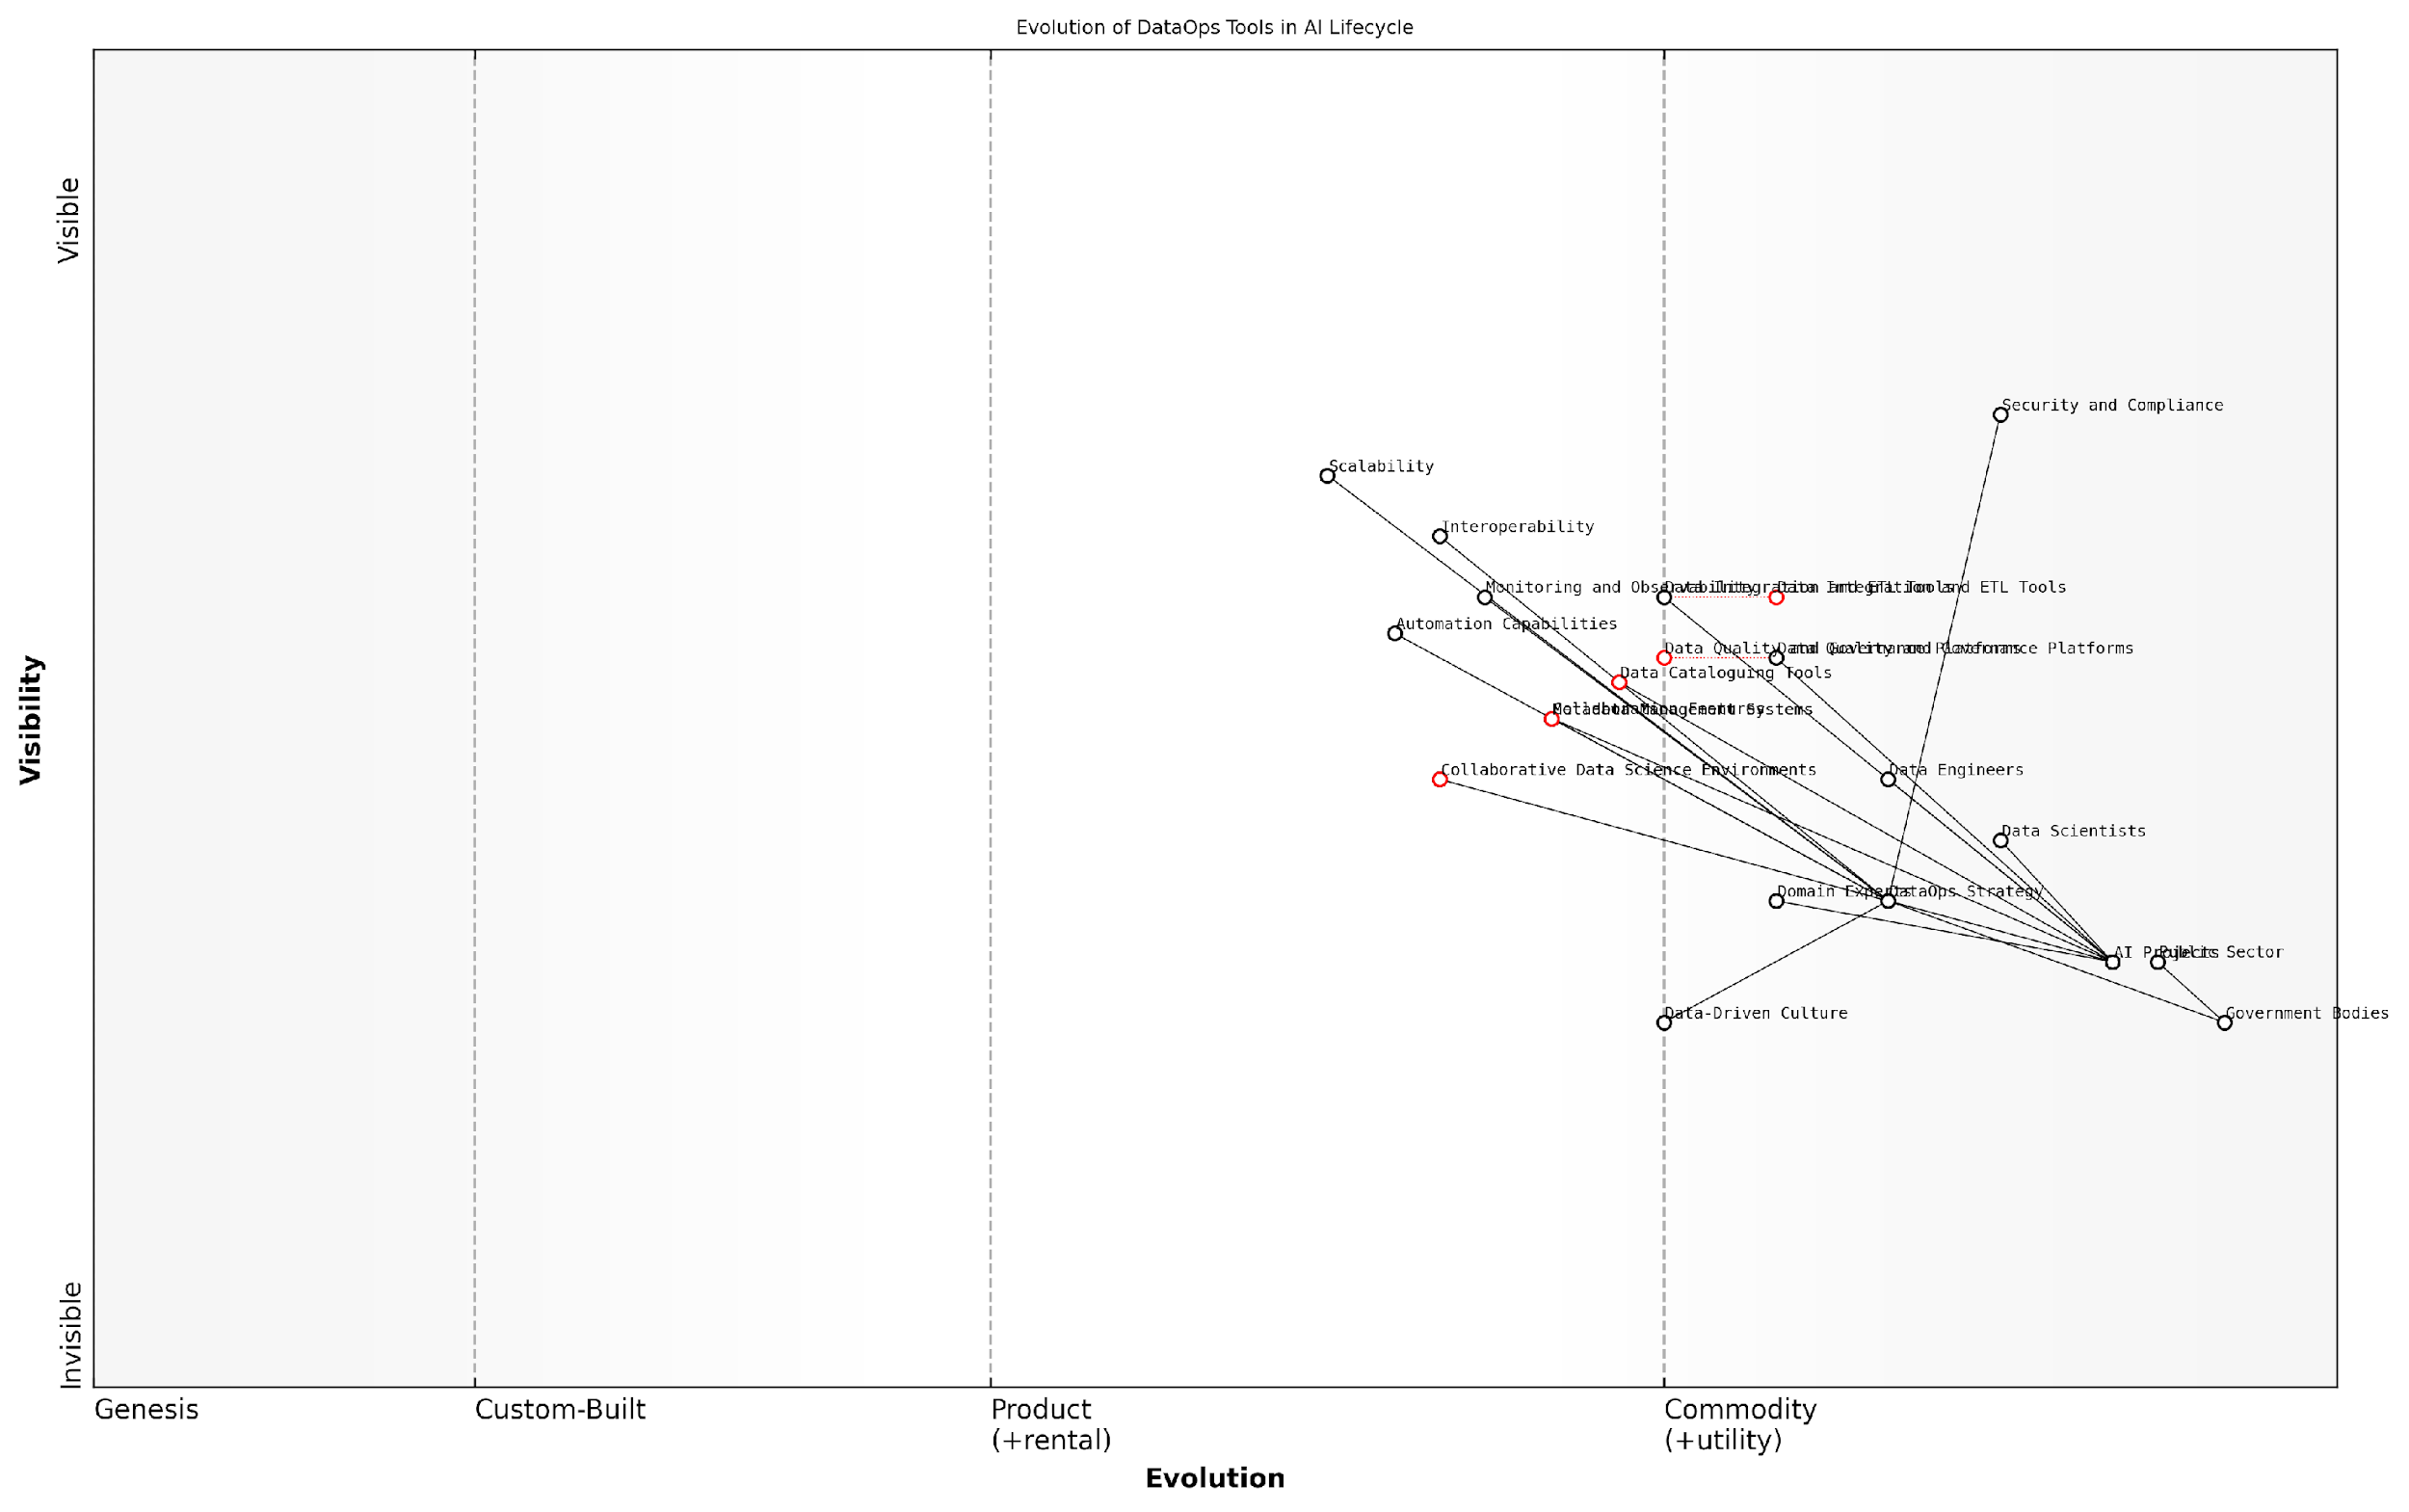 Evolution of DataOps Tools in AI Lifecycle
Visible
Security and Compliance
Scalability
Interoperability
Monitoring and Observability
Data Integration and ETL Tools
Data Integration and ETL Tools
Automation Capabilities
Data Quality and Governance Platforms
Data Quality and Governance Platforms
Data Cataloguing Tools
Metadata Management Systems
Collaboration Features
Collaborative Data Science Environments
Data Engineers
Visibility
Data Scientists
Domain Experts
DataOps Strategy
AI Projects
Public Sector
Data-Driven Culture
Government Bodies
Invisible
Genesis
Custom-Built
Product
(+rental)
Commodity
(+utility)
Evolution